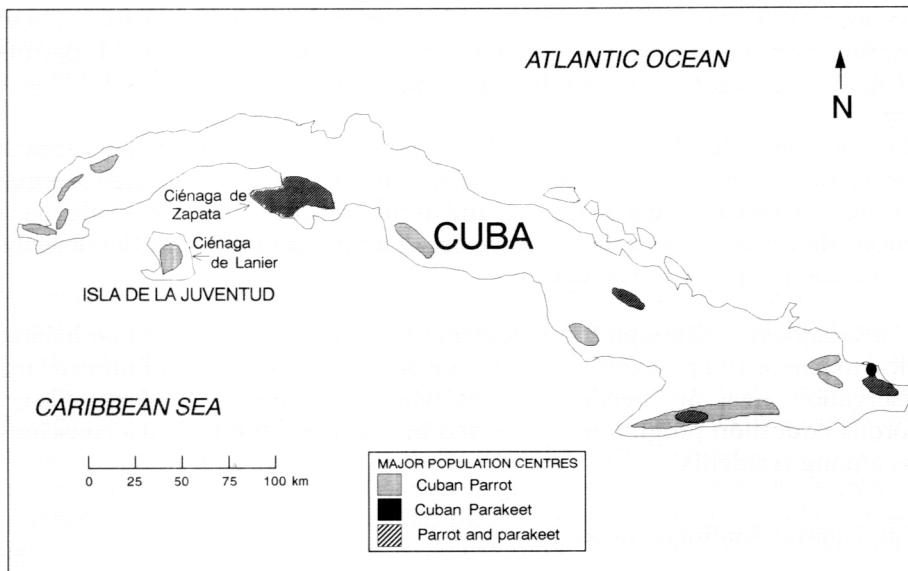 ATLANTIC OCEAN
N
Ciénaga de
Zapata
CUBA
Ciénaga
de Lanier
ISLA DE LA JUVENTUD
CARIBBEAN SEA
0 25 50 75 100 km
MAJOR POPULATION CENTRES
Cuban Parrot
Cuban Parakeet
Parrot and parakeet